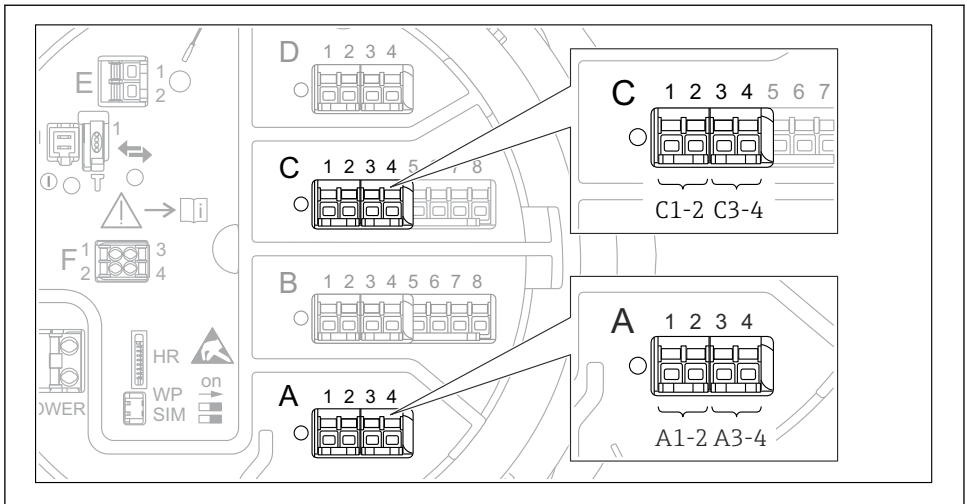 D 1 2 3 4
E 1
2
1
C 1 2 3 4 5 6 7 8
i
F 1 3
2 4
B 1 2 3 4 5 6 7 8
HR
WP on
SIM
OWER
A 1 2 3 4
C 1 2 3 4 5 6 7
C1-2 C3-4
A 1 2 3 4
A1-2 A3-4